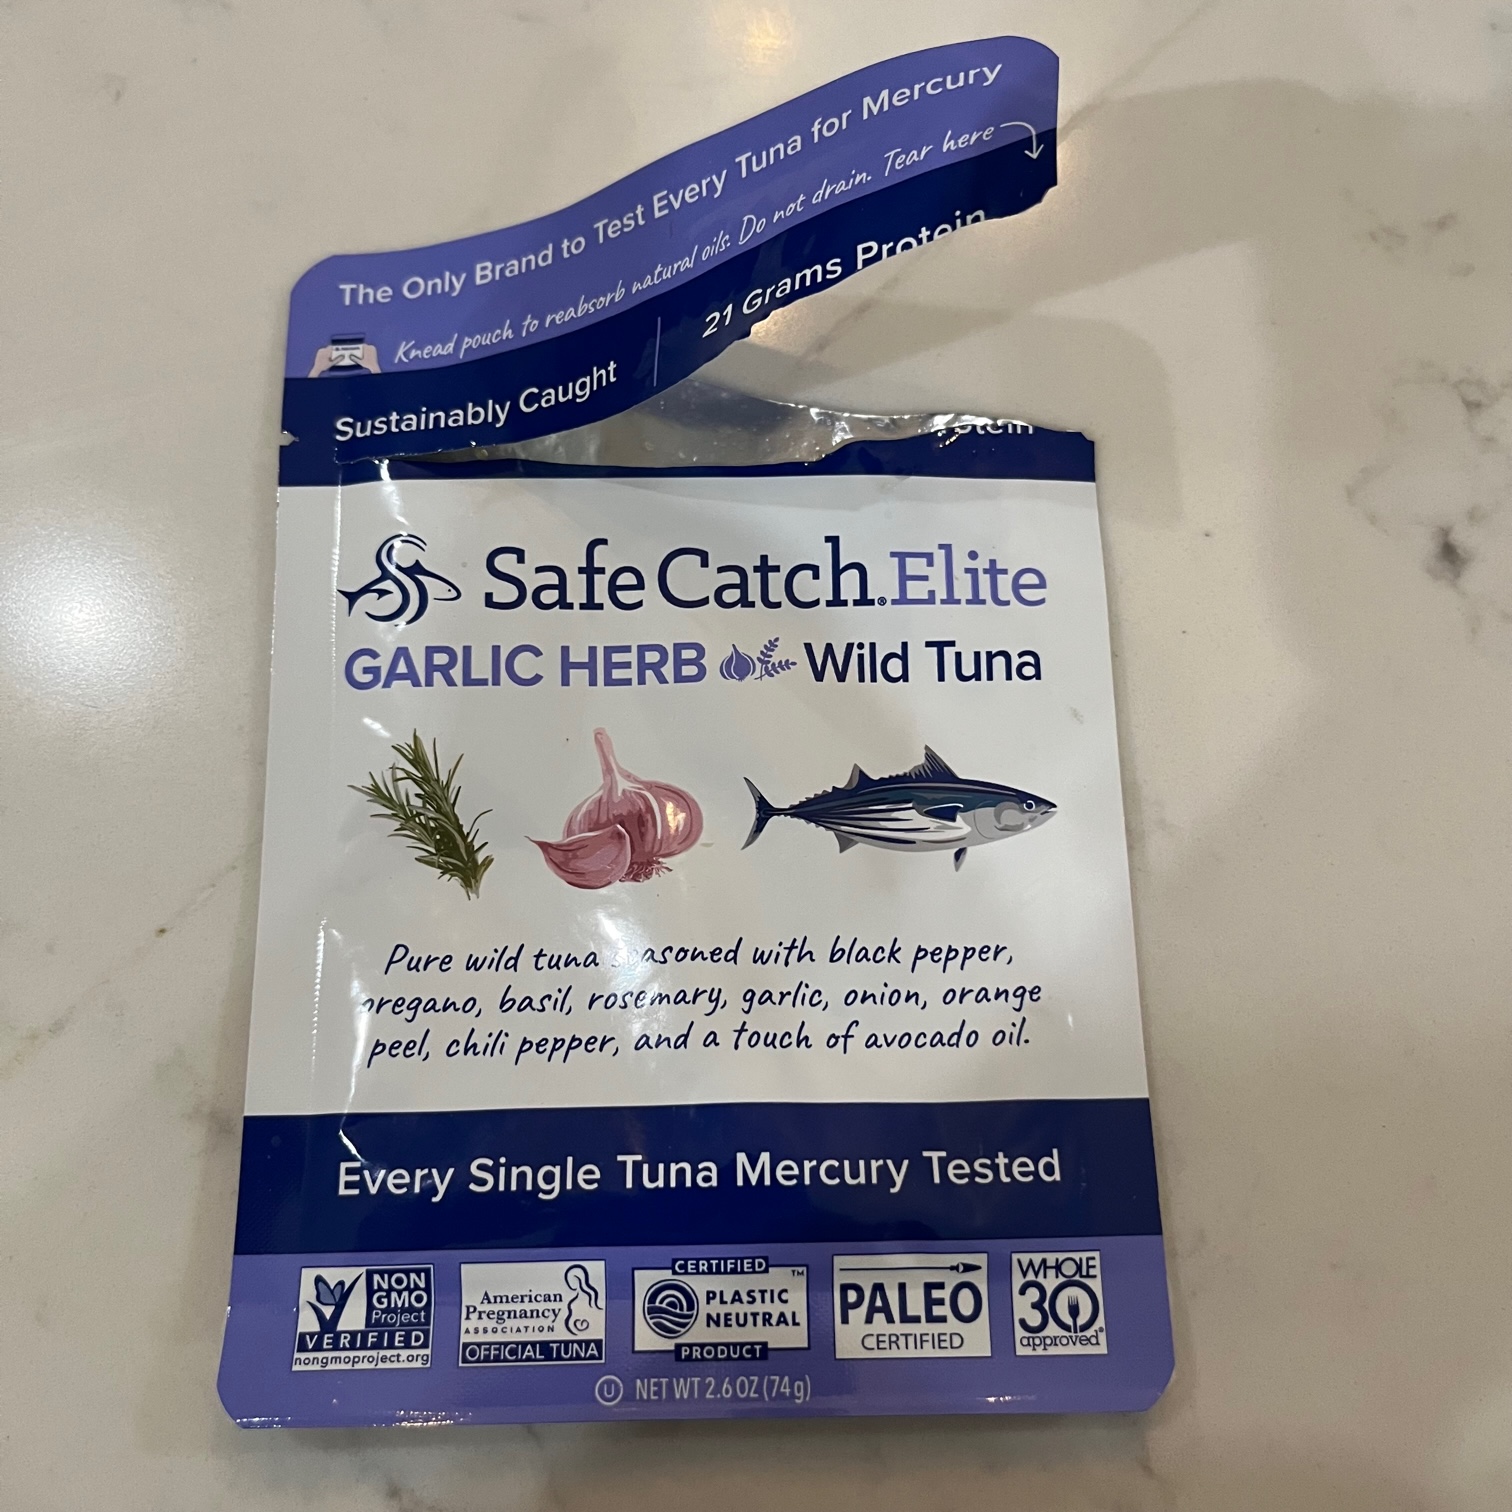 The Only Brand to Test Every Tuna for Mercury
Knead pouch to reabsorb natural oils. Do not drain. Tear here
Sustainably Caught
21 Grams Protein
Safe Catch® Elite
GARLIC HERB Wild Tuna
Pure wild tuna seasoned with black pepper,
oregano, basil, rosemary, garlic, onion, orange
peel, chili pepper, and a touch of avocado oil.
Every Single Tuna Mercury Tested
NON
GMO
Project
VERIFIED
nongmoproject.org
American
Pregnancy
ASSOCIATION
OFFICIAL TUNA
CERTIFIED
PLASTIC
NEUTRAL
™
PRODUCT
PALEO
CERTIFIED
WHOLE
30
approved®
U NET WT 2.6 OZ (74 g)